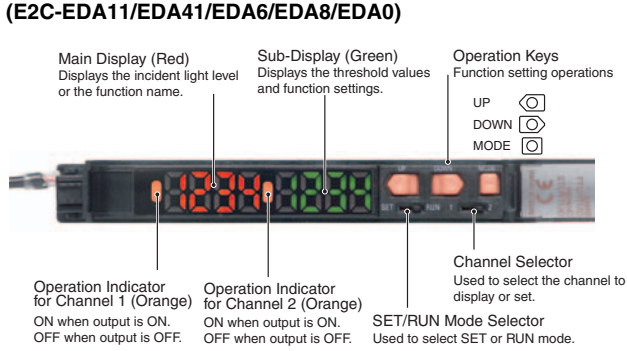 (E2C-EDA11/EDA41/EDA6/EDA8/EDA0)
Main Display (Red)
Displays the incident light level
or the function name.
Sub-Display (Green)
Displays the threshold values
and function settings.
Operation Keys
Function setting operations
UP
DOWN
MODE
UP
DOWN
MODE
1234
1234
SET
RUN
1
2
CE
Operation Indicator
for Channel 1 (Orange)
ON when output is ON.
OFF when output is OFF.
Operation Indicator
for Channel 2 (Orange)
ON when output is ON.
OFF when output is OFF.
SET/RUN Mode Selector
Used to select SET or RUN mode.
Channel Selector
Used to select the channel to
display or set.